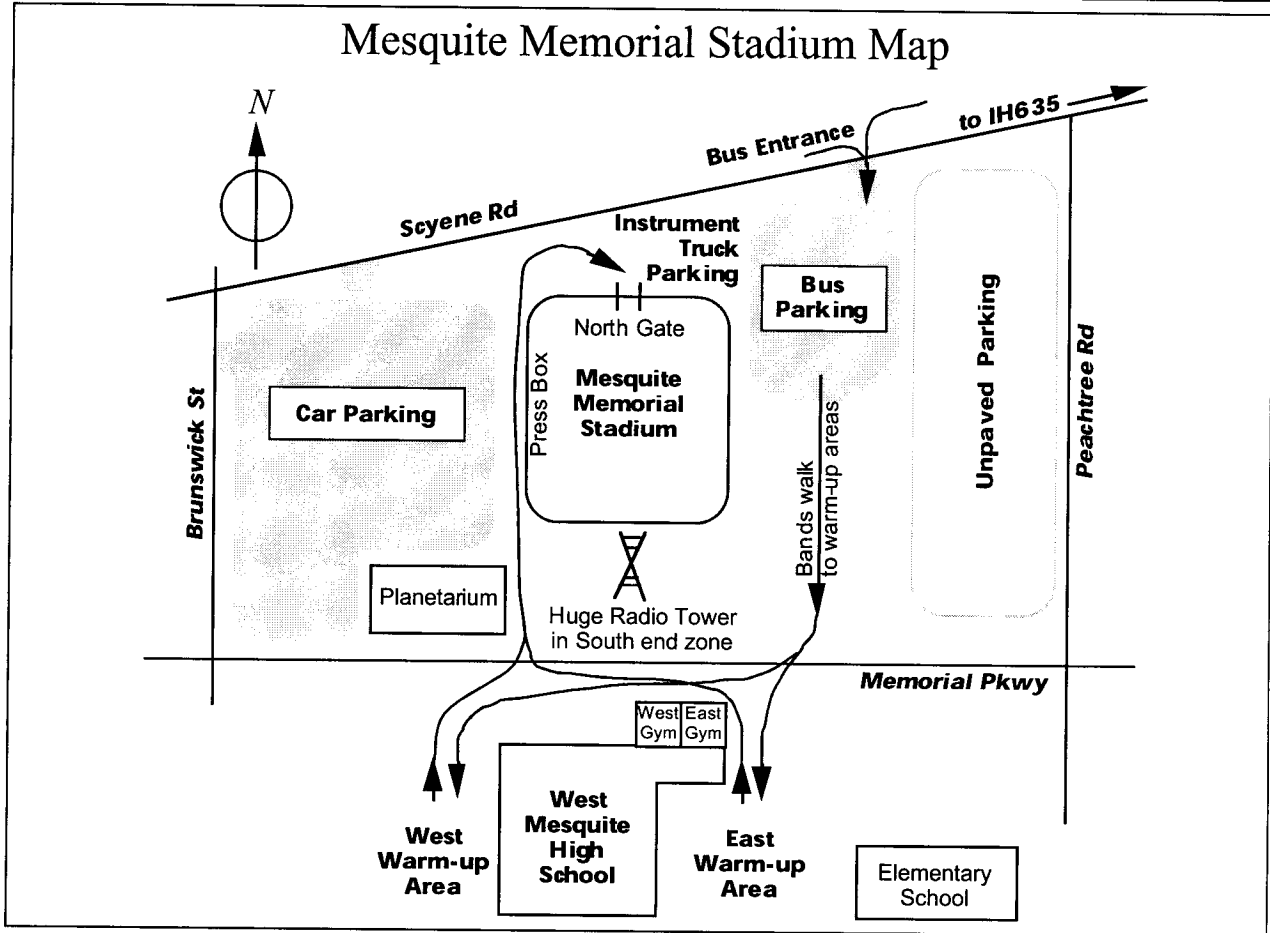 Mesquite Memorial Stadium Map
N
to IH635
Bus Entrance
Scyene Rd
Instrument
Truck
Parking
Bus
Parking
North Gate
Press Box
Mesquite
Memorial
Stadium
Car Parking
Brunswick St
Unpaved Parking
Peachtree Rd
Bands walk
to warm-up areas
Planetarium
Huge Radio Tower
in South end zone
Memorial Pkwy
West
Gym
East
Gym
West
Mesquite
High
School
West
Warm-up
Area
East
Warm-up
Area
Elementary
School